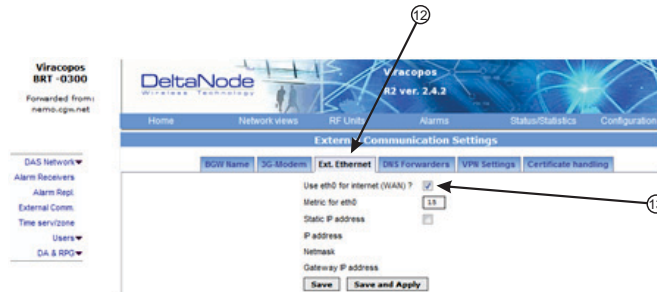 12
Viracopos
BRT -0300
Forwarded from:
nemo.cgw.net
DeltaNode
Wireless Technology
Viracopos
R2 ver. 2.4.2
Home Network views RF Units Alarms Status/Statistics Configuration
External Communication Settings
BGW Name 3G-Modem Ext. Ethernet DNS Forwarders VPN Settings Certificate handling
DAS Network
Alarm Receivers
Alarm Repl.
External Comm.
Time serv/zone
Users
DA & RPG
Use eth0 for internet (WAN) ?
13
Metric for eth0 15
Static IP address
IP address
Netmask
Gateway IP address
Save Save and Apply